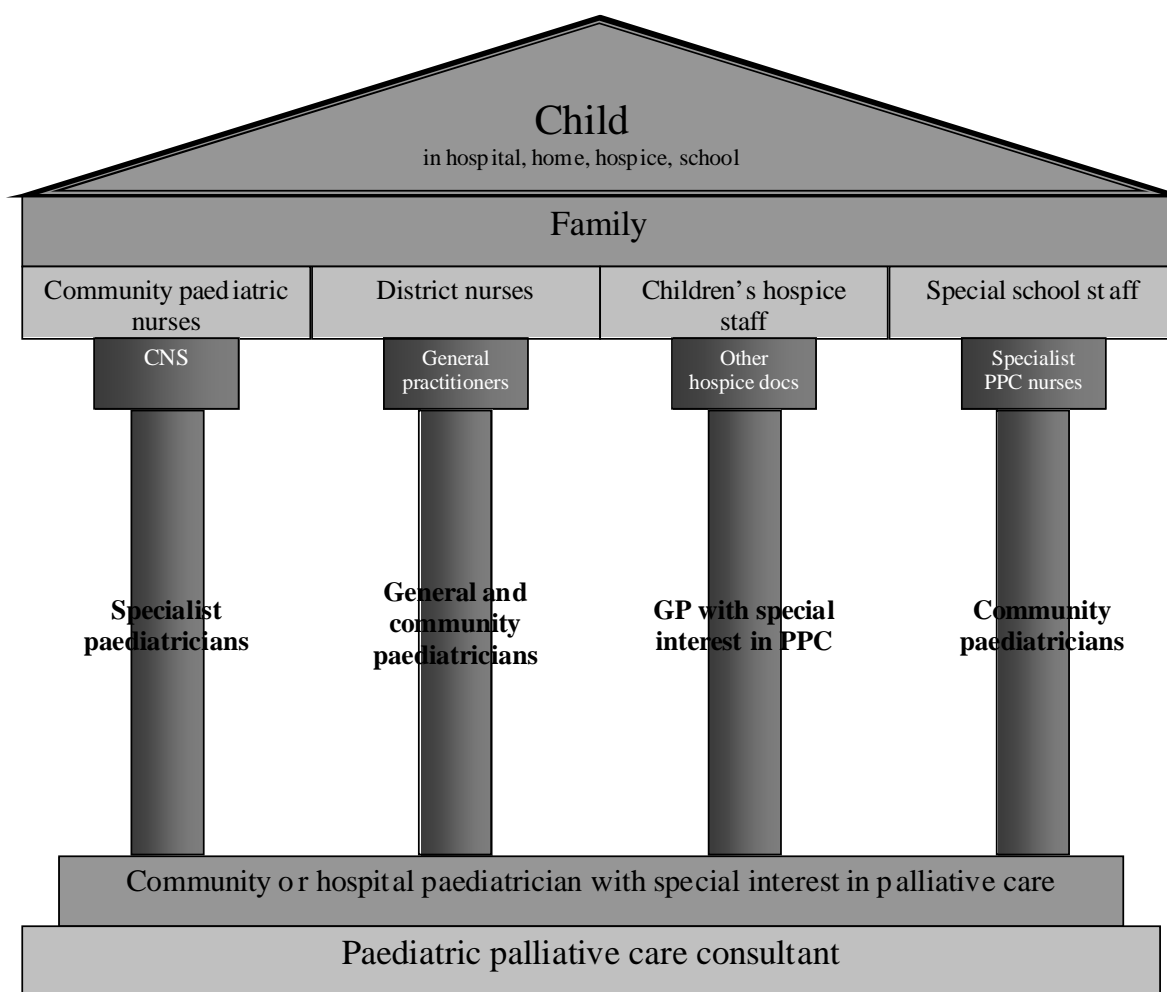 Child
in hospital, home, hospice, school
Family
Community paediatric
nurses
District nurses
Children's hospice
staff
Special school staff
CNS
General
practitioners
Other
hospice docs
Specialist
PPC nurses
Specialist
paediatricians
General and
community
paediatricians
GP with special
interest in PPC
Community
paediatricians
Community or hospital paediatrician with special interest in palliative care
Paediatric palliative care consultant